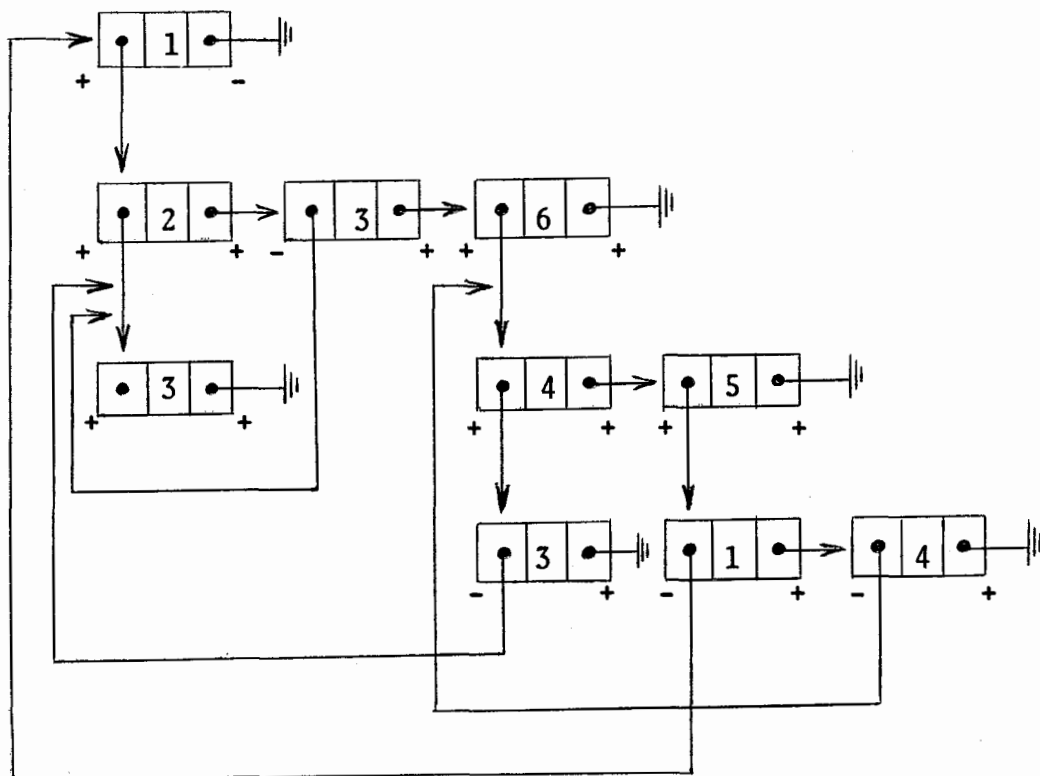 1
+ -
2 3 6
+ + - + + +
3 4 5
+ + + + + +
3 1 4
- + - + - +